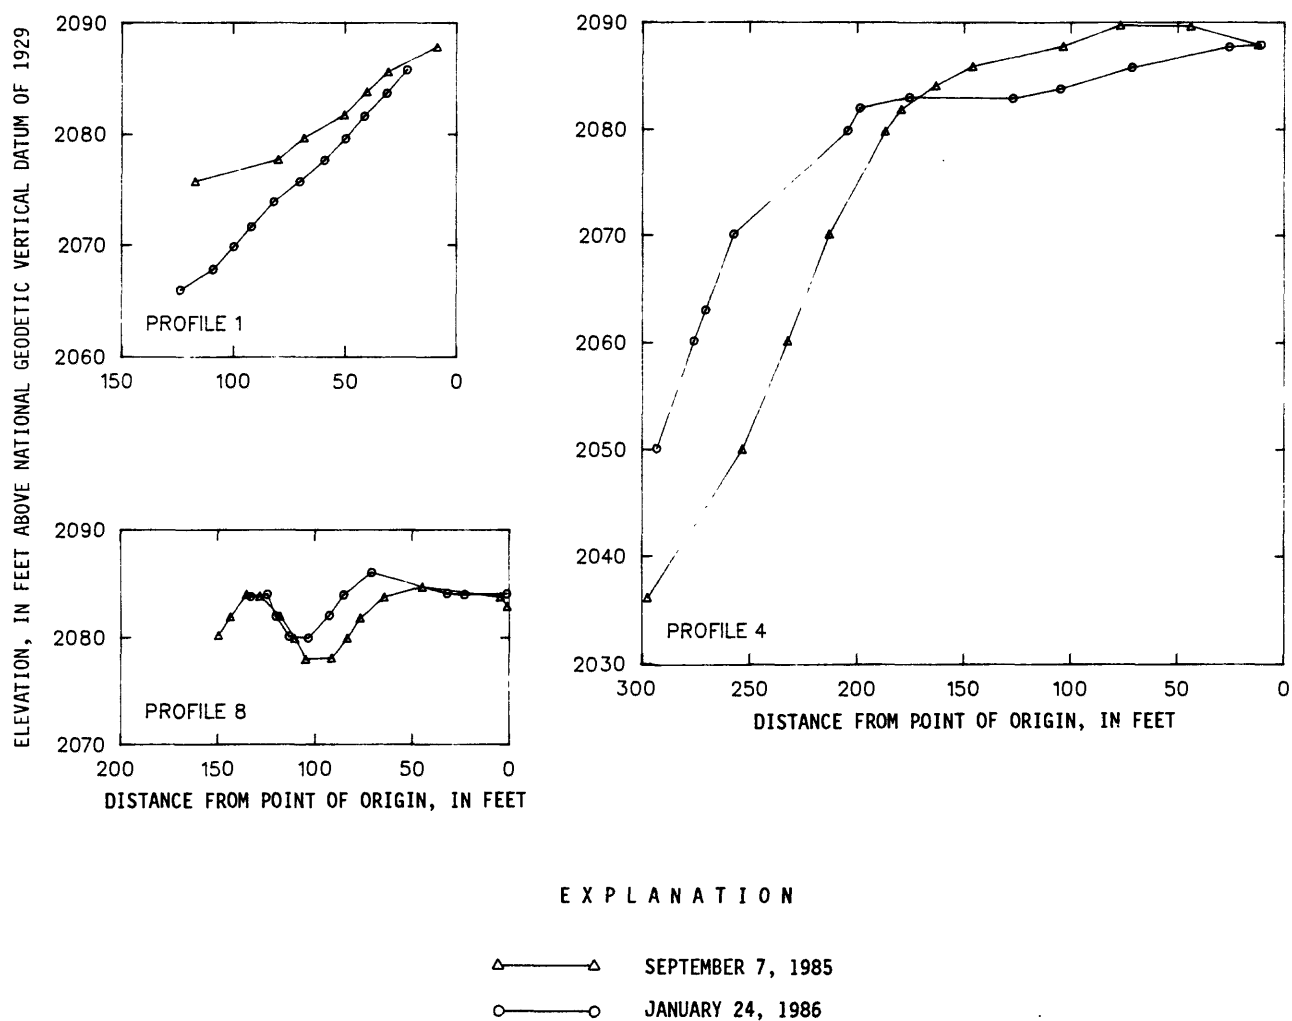 ELEVATION, IN FEET ABOVE NATIONAL GEODETIC VERTICAL DATUM OF 1929
2090
2080
2070
2060
150 100 50 0
PROFILE 1
2090
2080
2070
200 150 100 50 0
PROFILE 8
DISTANCE FROM POINT OF ORIGIN, IN FEET
2090
2080
2070
2060
2050
2040
2030
300 250 200 150 100 50 0
PROFILE 4
DISTANCE FROM POINT OF ORIGIN, IN FEET
EXPLANATION
SEPTEMBER 7, 1985
JANUARY 24, 1986